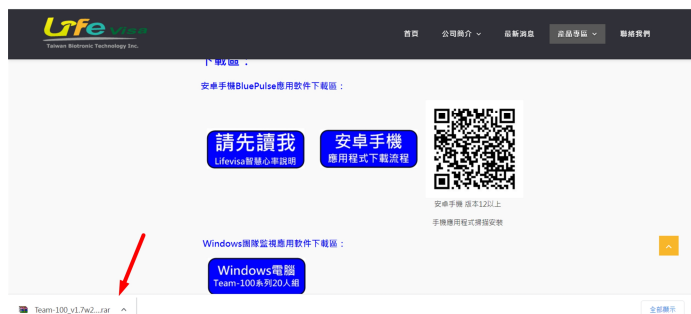 Life visa
Taiwan Biotronic Technology Inc.
首頁 公司簡介 最新消息 產品專區 聯絡我們
下載區：
安卓手機BluePulse應用軟件下載區：
請先讀我
Lifevisa智慧心率說明
安卓手機
應用程式下載流程
安卓手機 版本12以上
手機應用程式掃描安裝
Windows團隊監視應用軟件下載區：
Windows電腦
Team-100系列20人組
Team-100_v1.7w2....rar
全部顯示